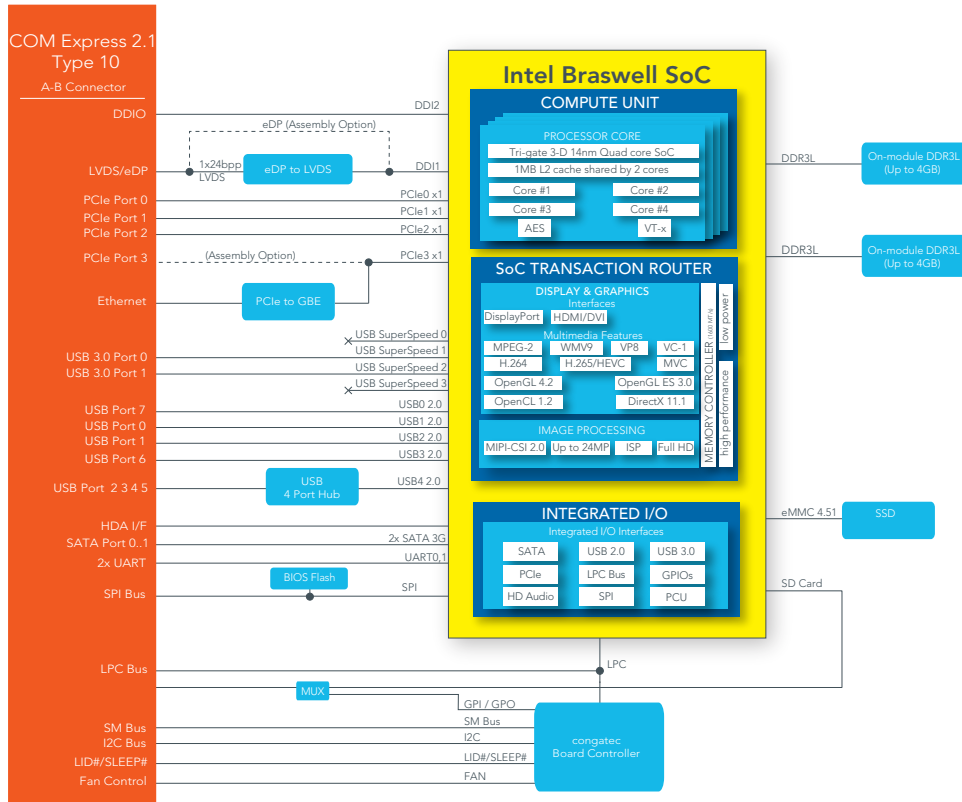 COM Express 2.1
Type 10
A-B Connector
DDIO
LVDS/eDP
PCIe Port 0
PCIe Port 1
PCIe Port 2
PCIe Port 3
Ethernet
USB 3.0 Port 0
USB 3.0 Port 1
USB Port 7
USB Port 0
USB Port 1
USB Port 6
USB Port 2 3 4 5
HDA I/F
SATA Port 0..1
2x UART
SPI Bus
LPC Bus
SM Bus
I2C Bus
LID#/SLEEP#
Fan Control
DDI2
eDP (Assembly Option)
1x24bpp
LVDS
eDP to LVDS
DDI1
PCIe0 x1
PCIe1 x1
PCIe2 x1
(Assembly Option)
PCIe3 x1
PCIe to GBE
USB SuperSpeed 0
USB SuperSpeed 1
USB SuperSpeed 2
USB SuperSpeed 3
USB0 2.0
USB1 2.0
USB2 2.0
USB3 2.0
USB
4 Port Hub
USB4 2.0
2x SATA 3G
UART0,1
BIOS Flash
SPI
MUX
GPI / GPO
SM Bus
I2C
LID#/SLEEP#
FAN
Intel Braswell SoC
COMPUTE UNIT
PROCESSOR CORE
Tri-gate 3-D 14nm Quad core SoC
1MB L2 cache shared by 2 cores
Core #1 Core #2
Core #3 Core #4
AES VT-x
SoC TRANSACTION ROUTER
DISPLAY & GRAPHICS
Interfaces
DisplayPort HDMI/DVI
Multimedia Features
MPEG-2 WMV9 VP8 VC-1
H.264 H.265/HEVC MVC
OpenGL 4.2 OpenGL ES 3.0
OpenCL 1.2 DirectX 11.1
IMAGE PROCESSING
MIPI-CSI 2.0 Up to 24MP ISP Full HD
MEMORY CONTROLLER (1600 MT/s)
low power
high performance
INTEGRATED I/O
Integrated I/O Interfaces
SATA USB 2.0 USB 3.0
PCIe LPC Bus GPIOs
HD Audio SPI PCU
LPC
congatec
Board Controller
DDR3L
On-module DDR3L
(Up to 4GB)
DDR3L
On-module DDR3L
(Up to 4GB)
eMMC 4.51
SSD
SD Card